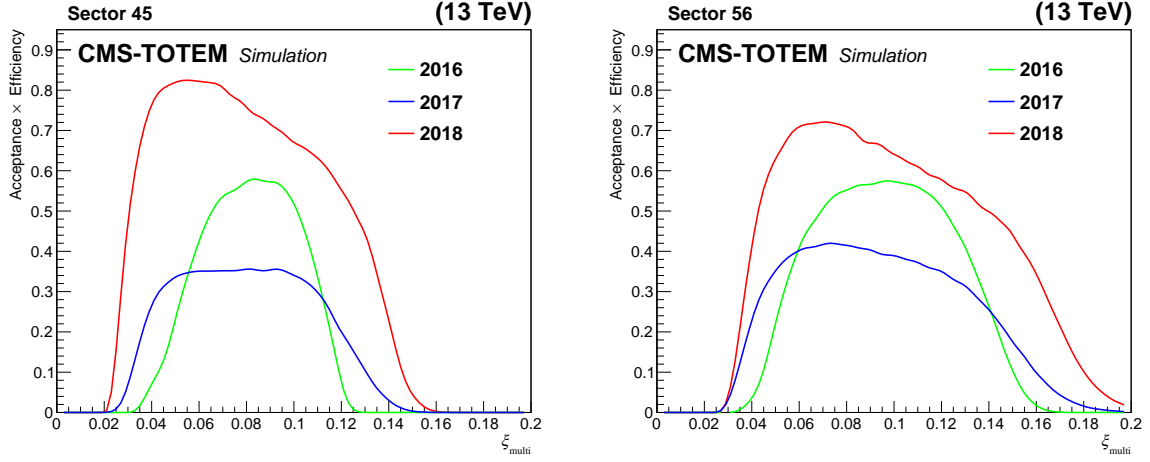 Sector 45 (13 TeV)
CMS-TOTEM Simulation
2016
2017
2018
Acceptance × Efficiency
0.9
0.8
0.7
0.6
0.5
0.4
0.3
0.2
0.1
0
0 0.02 0.04 0.06 0.08 0.1 0.12 0.14 0.16 0.18 0.2
ξmulti
Sector 56 (13 TeV)
CMS-TOTEM Simulation
2016
2017
2018
Acceptance × Efficiency
0.9
0.8
0.7
0.6
0.5
0.4
0.3
0.2
0.1
0
0 0.02 0.04 0.06 0.08 0.1 0.12 0.14 0.16 0.18 0.2
ξmulti